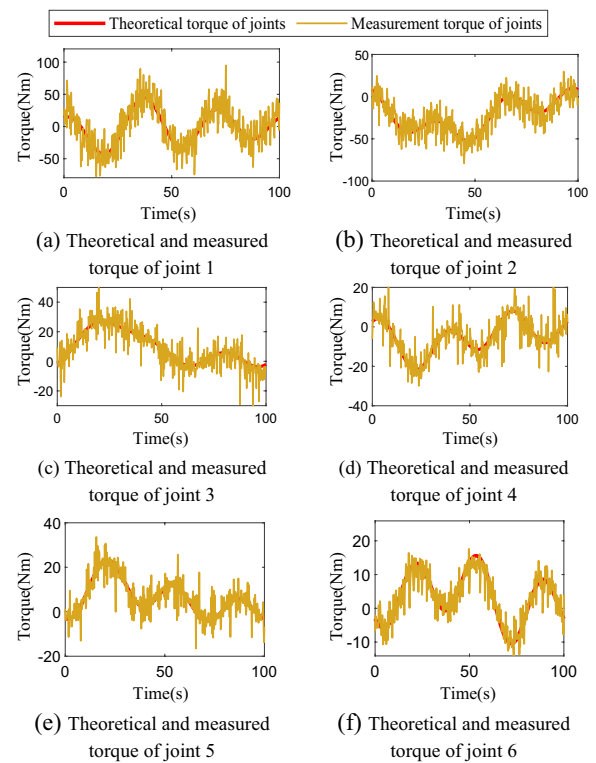 Theoretical torque of joints
Measurement torque of joints
100
50
0
-50
Torque(Nm)
0
50
100
Time(s)
(a) Theoretical and measured
torque of joint 1
50
0
-50
-100
Torque(Nm)
0
50
100
Time(s)
(b) Theoretical and measured
torque of joint 2
40
20
0
-20
Torque(Nm)
0
50
100
Time(s)
(c) Theoretical and measured
torque of joint 3
20
0
-20
-40
Torque(Nm)
0
50
100
Time(s)
(d) Theoretical and measured
torque of joint 4
40
20
0
-20
Torque(Nm)
0
50
100
Time(s)
(e) Theoretical and measured
torque of joint 5
20
10
0
-10
Torque(Nm)
0
50
100
Time(s)
(f) Theoretical and measured
torque of joint 6